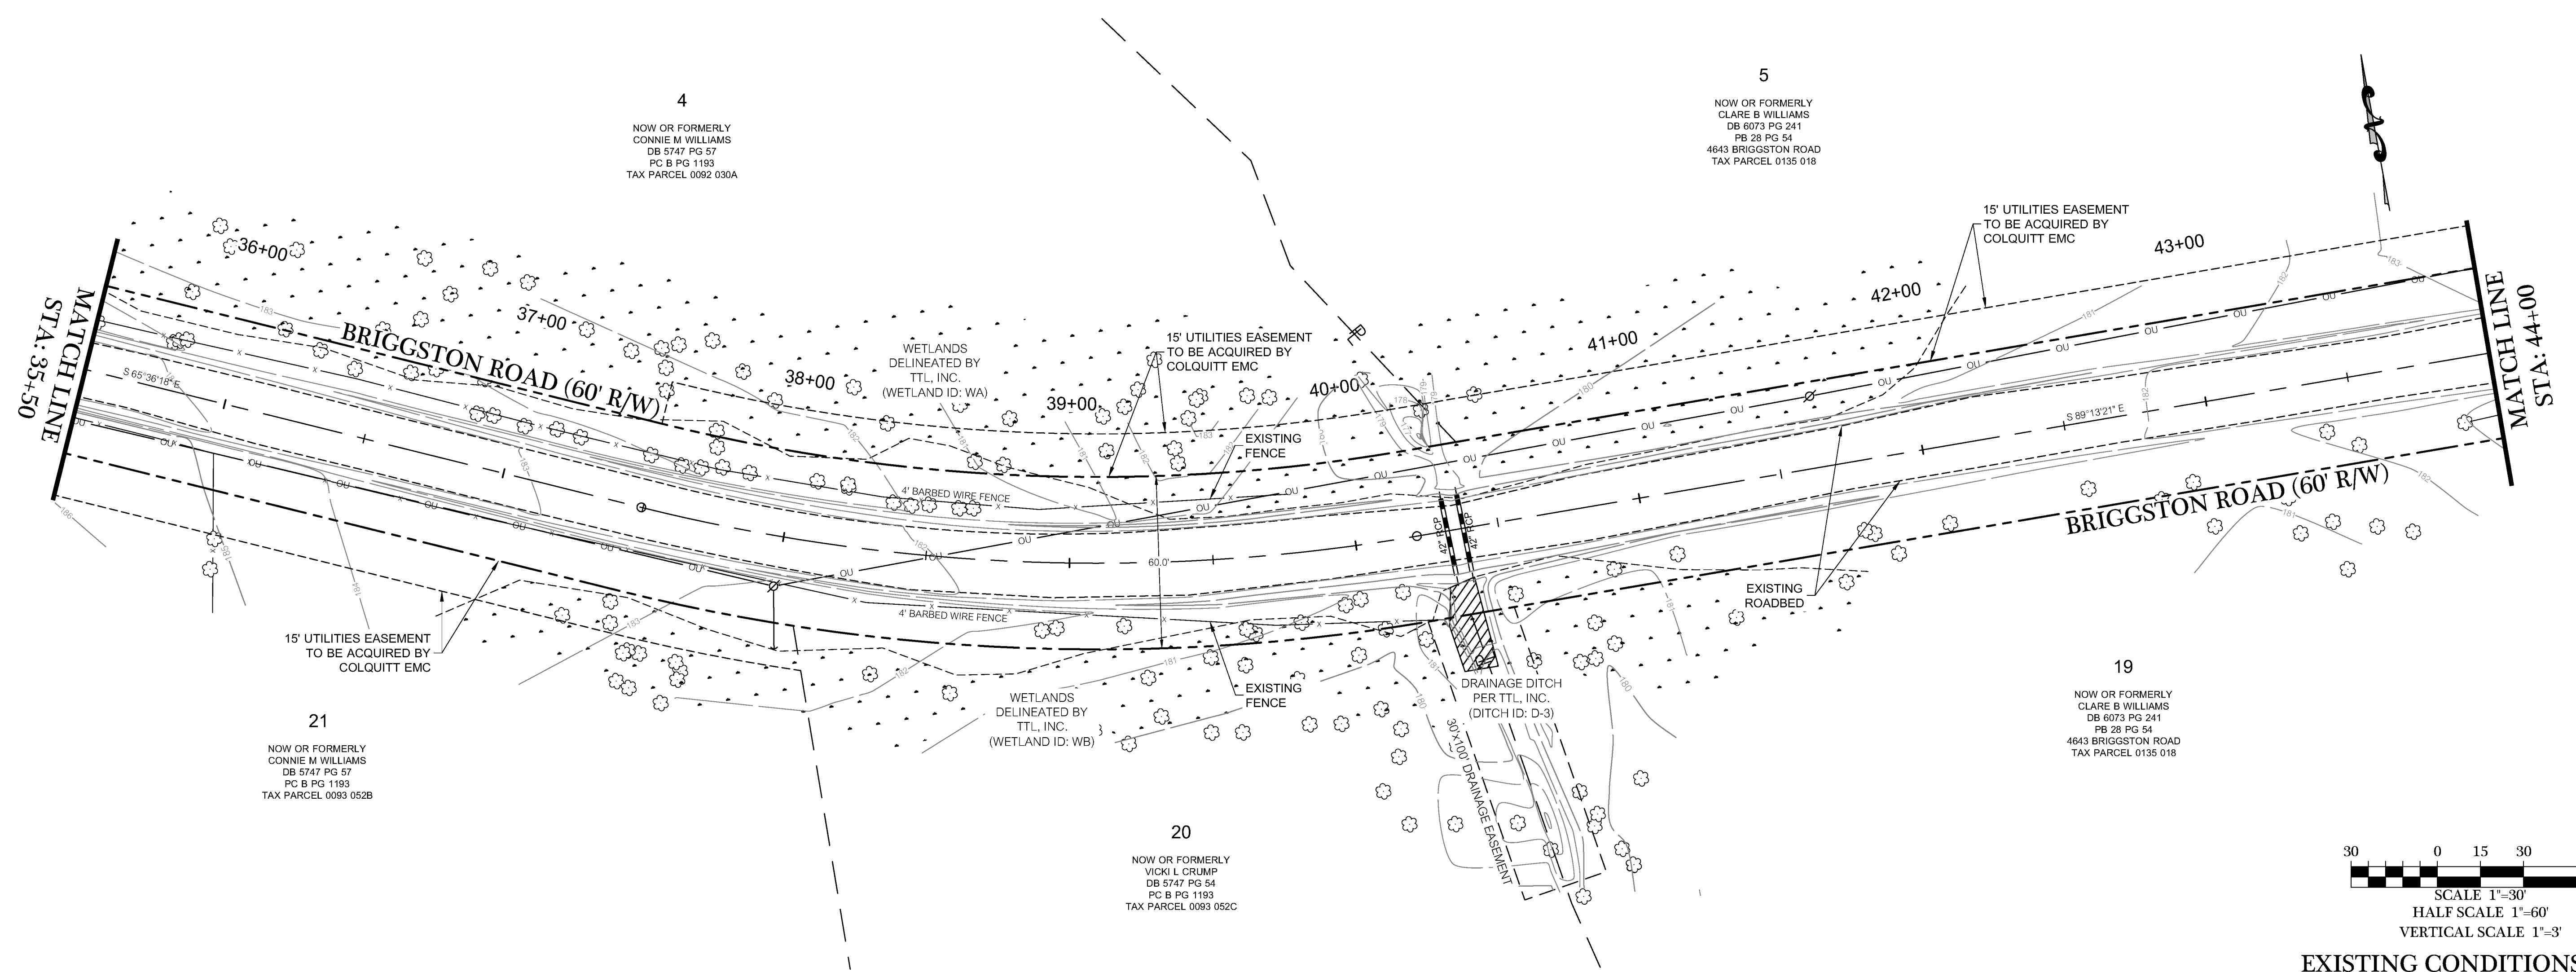 4
NOW OR FORMERLY
CONNIE M WILLIAMS
DB 5747 PG 57
PC B PG 1193
TAX PARCEL 0092 030A
5
NOW OR FORMERLY
CLARE B WILLIAMS
DB 6073 PG 241
PB 28 PG 54
4643 BRIGGSTON ROAD
TAX PARCEL 0135 018
15' UTILITIES EASEMENT
TO BE ACQUIRED BY
COLQUITT EMC
MATCH LINE
STA. 35+50
36+00
37+00
38+00
39+00
40+00
41+00
42+00
43+00
MATCH LINE
STA. 44+00
BRIGGSTON ROAD (60' R/W)
S 65°36'18" E
WETLANDS
DELINEATED BY
TTL, INC.
(WETLAND ID: WA)
15' UTILITIES EASEMENT
TO BE ACQUIRED BY
COLQUITT EMC
EXISTING
FENCE
4' BARBED WIRE FENCE
60.0'
4' BARBED WIRE FENCE
42" RCP
42" RCP
S 89°13'21" E
BRIGGSTON ROAD (60' R/W)
EXISTING
ROADBED
15' UTILITIES EASEMENT
TO BE ACQUIRED BY
COLQUITT EMC
EXISTING
FENCE
WETLANDS
DELINEATED BY
TTL, INC.
(WETLAND ID: WB)
DRAINAGE DITCH
PER TTL, INC.
(DITCH ID: D-3)
30'x100' DRAINAGE EASEMENT
21
NOW OR FORMERLY
CONNIE M WILLIAMS
DB 5747 PG 57
PC B PG 1193
TAX PARCEL 0093 052B
20
NOW OR FORMERLY
VICKI L CRUMP
DB 5747 PG 54
PC B PG 1193
TAX PARCEL 0093 052C
19
NOW OR FORMERLY
CLARE B WILLIAMS
DB 6073 PG 241
PB 28 PG 54
4643 BRIGGSTON ROAD
TAX PARCEL 0135 018
30 0 15 30
SCALE 1"=30'
HALF SCALE 1"=60'
VERTICAL SCALE 1"=3'
EXISTING CONDITIONS